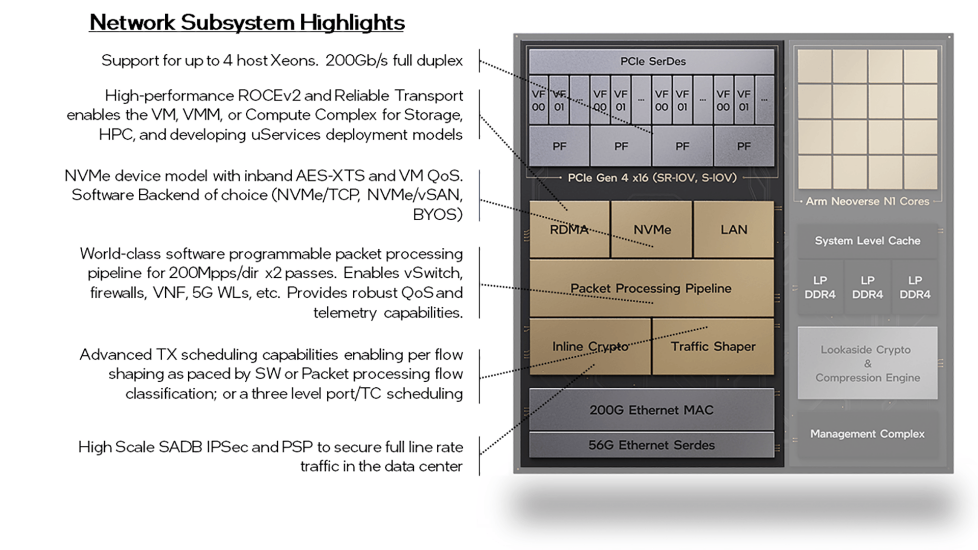 Network Subsystem Highlights
Support for up to 4 host Xeons. 200Gb/s full duplex
High-performance ROCEv2 and Reliable Transport
enables the VM, VMM, or Compute Complex for Storage,
HPC, and developing uServices deployment models
NVMe device model with inband AES-XTS and VM QoS.
Software Backend of choice (NVMe/TCP, NVMe/vSAN,
BYOS)
World-class software programmable packet processing
pipeline for 200Mpps/dir x2 passes. Enables vSwitch,
firewalls, VNF, 5G WLs, etc. Provides robust QoS and
telemetry capabilities.
Advanced TX scheduling capabilities enabling per flow
shaping as paced by SW or Packet processing flow
classification; or a three level port/TC scheduling
High Scale SADB IPSec and PSP to secure full line rate
traffic in the data center
PCIe SerDes
VF VF ... VF VF ... VF VF ... VF VF ...
00 01 00 01 00 01 00 01
PF PF PF PF
PCIe Gen 4 x16 (SR-IOV, S-IOV)
RDMA NVMe LAN
Packet Processing Pipeline
Inline Crypto Traffic Shaper
200G Ethernet MAC
56G Ethernet Serdes
Arm Neoverse N1 Cores
System Level Cache
LP LP LP
DDR4 DDR4 DDR4
Lookaside Crypto
&
Compression Engine
Management Complex